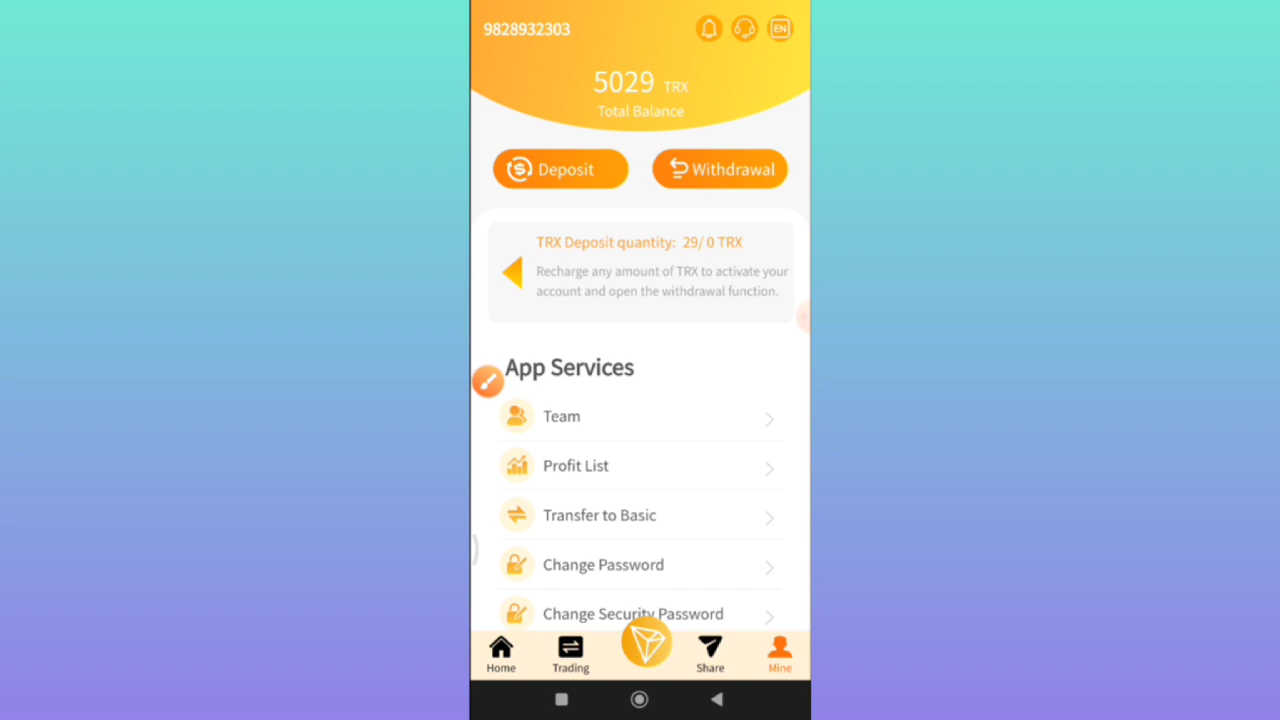 9828932303
EN
5029 TRX
Total Balance
Deposit
Withdrawal
TRX Deposit quantity: 29/ 0 TRX
Recharge any amount of TRX to activate your
account and open the withdrawal function.
App Services
Team
Profit List
Transfer to Basic
Change Password
Change Security Password
Home
Trading
Share
Mine